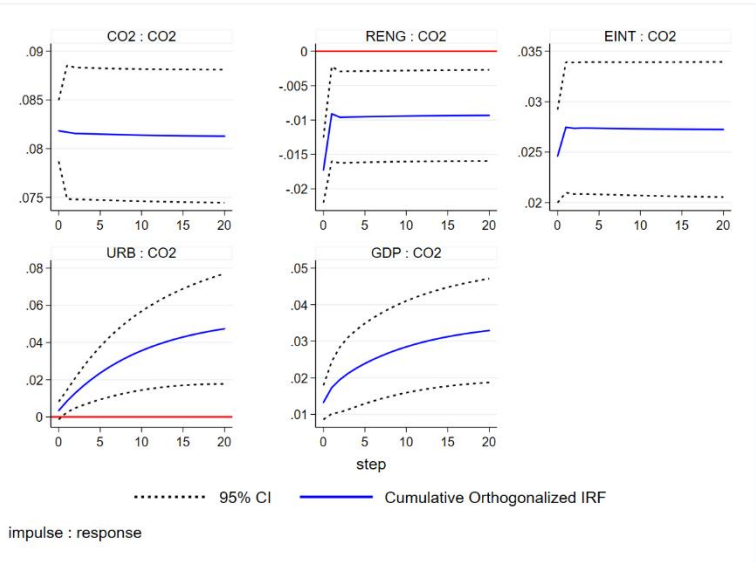 CO2 : CO2
.09
.085
.08
.075
0 5 10 15 20
RENG : CO2
0
-.005
-.01
-.015
-.02
0 5 10 15 20
EINT : CO2
.035
.03
.025
.02
0 5 10 15 20
URB : CO2
.08
.06
.04
.02
0
0 5 10 15 20
GDP : CO2
.05
.04
.03
.02
.01
0 5 10 15 20
step
95% CI Cumulative Orthogonalized IRF
impulse : response